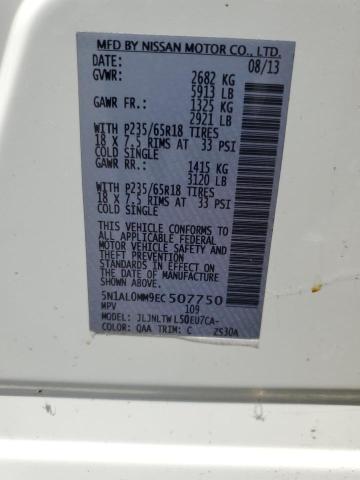 MFD BY NISSAN MOTOR CO., LTD.
DATE: 08/13
GVWR: 2682 KG
5913 LB
GAWR FR.: 1325 KG
2921 LB
WITH P235/65R18 TIRES
18 X 7.5 RIMS AT 33 PSI
COLD SINGLE
GAWR RR.: 1415 KG
3120 LB
WITH P235/65R18 TIRES
18 X 7.5 RIMS AT 33 PSI
COLD SINGLE
THIS VEHICLE CONFORMS TO
ALL APPLICABLE FEDERAL
MOTOR VEHICLE SAFETY, BUMPER
AND THEFT PREVENTION
STANDARDS IN EFFECT ON THE
DATE OF MANUFACTURE SHOWN
ABOVE.
5N1AL0MM9EC507750
MPV 109
MODEL: JLJNLTW L50EU7CA-
COLOR: QAA TRIM: C ZS30A